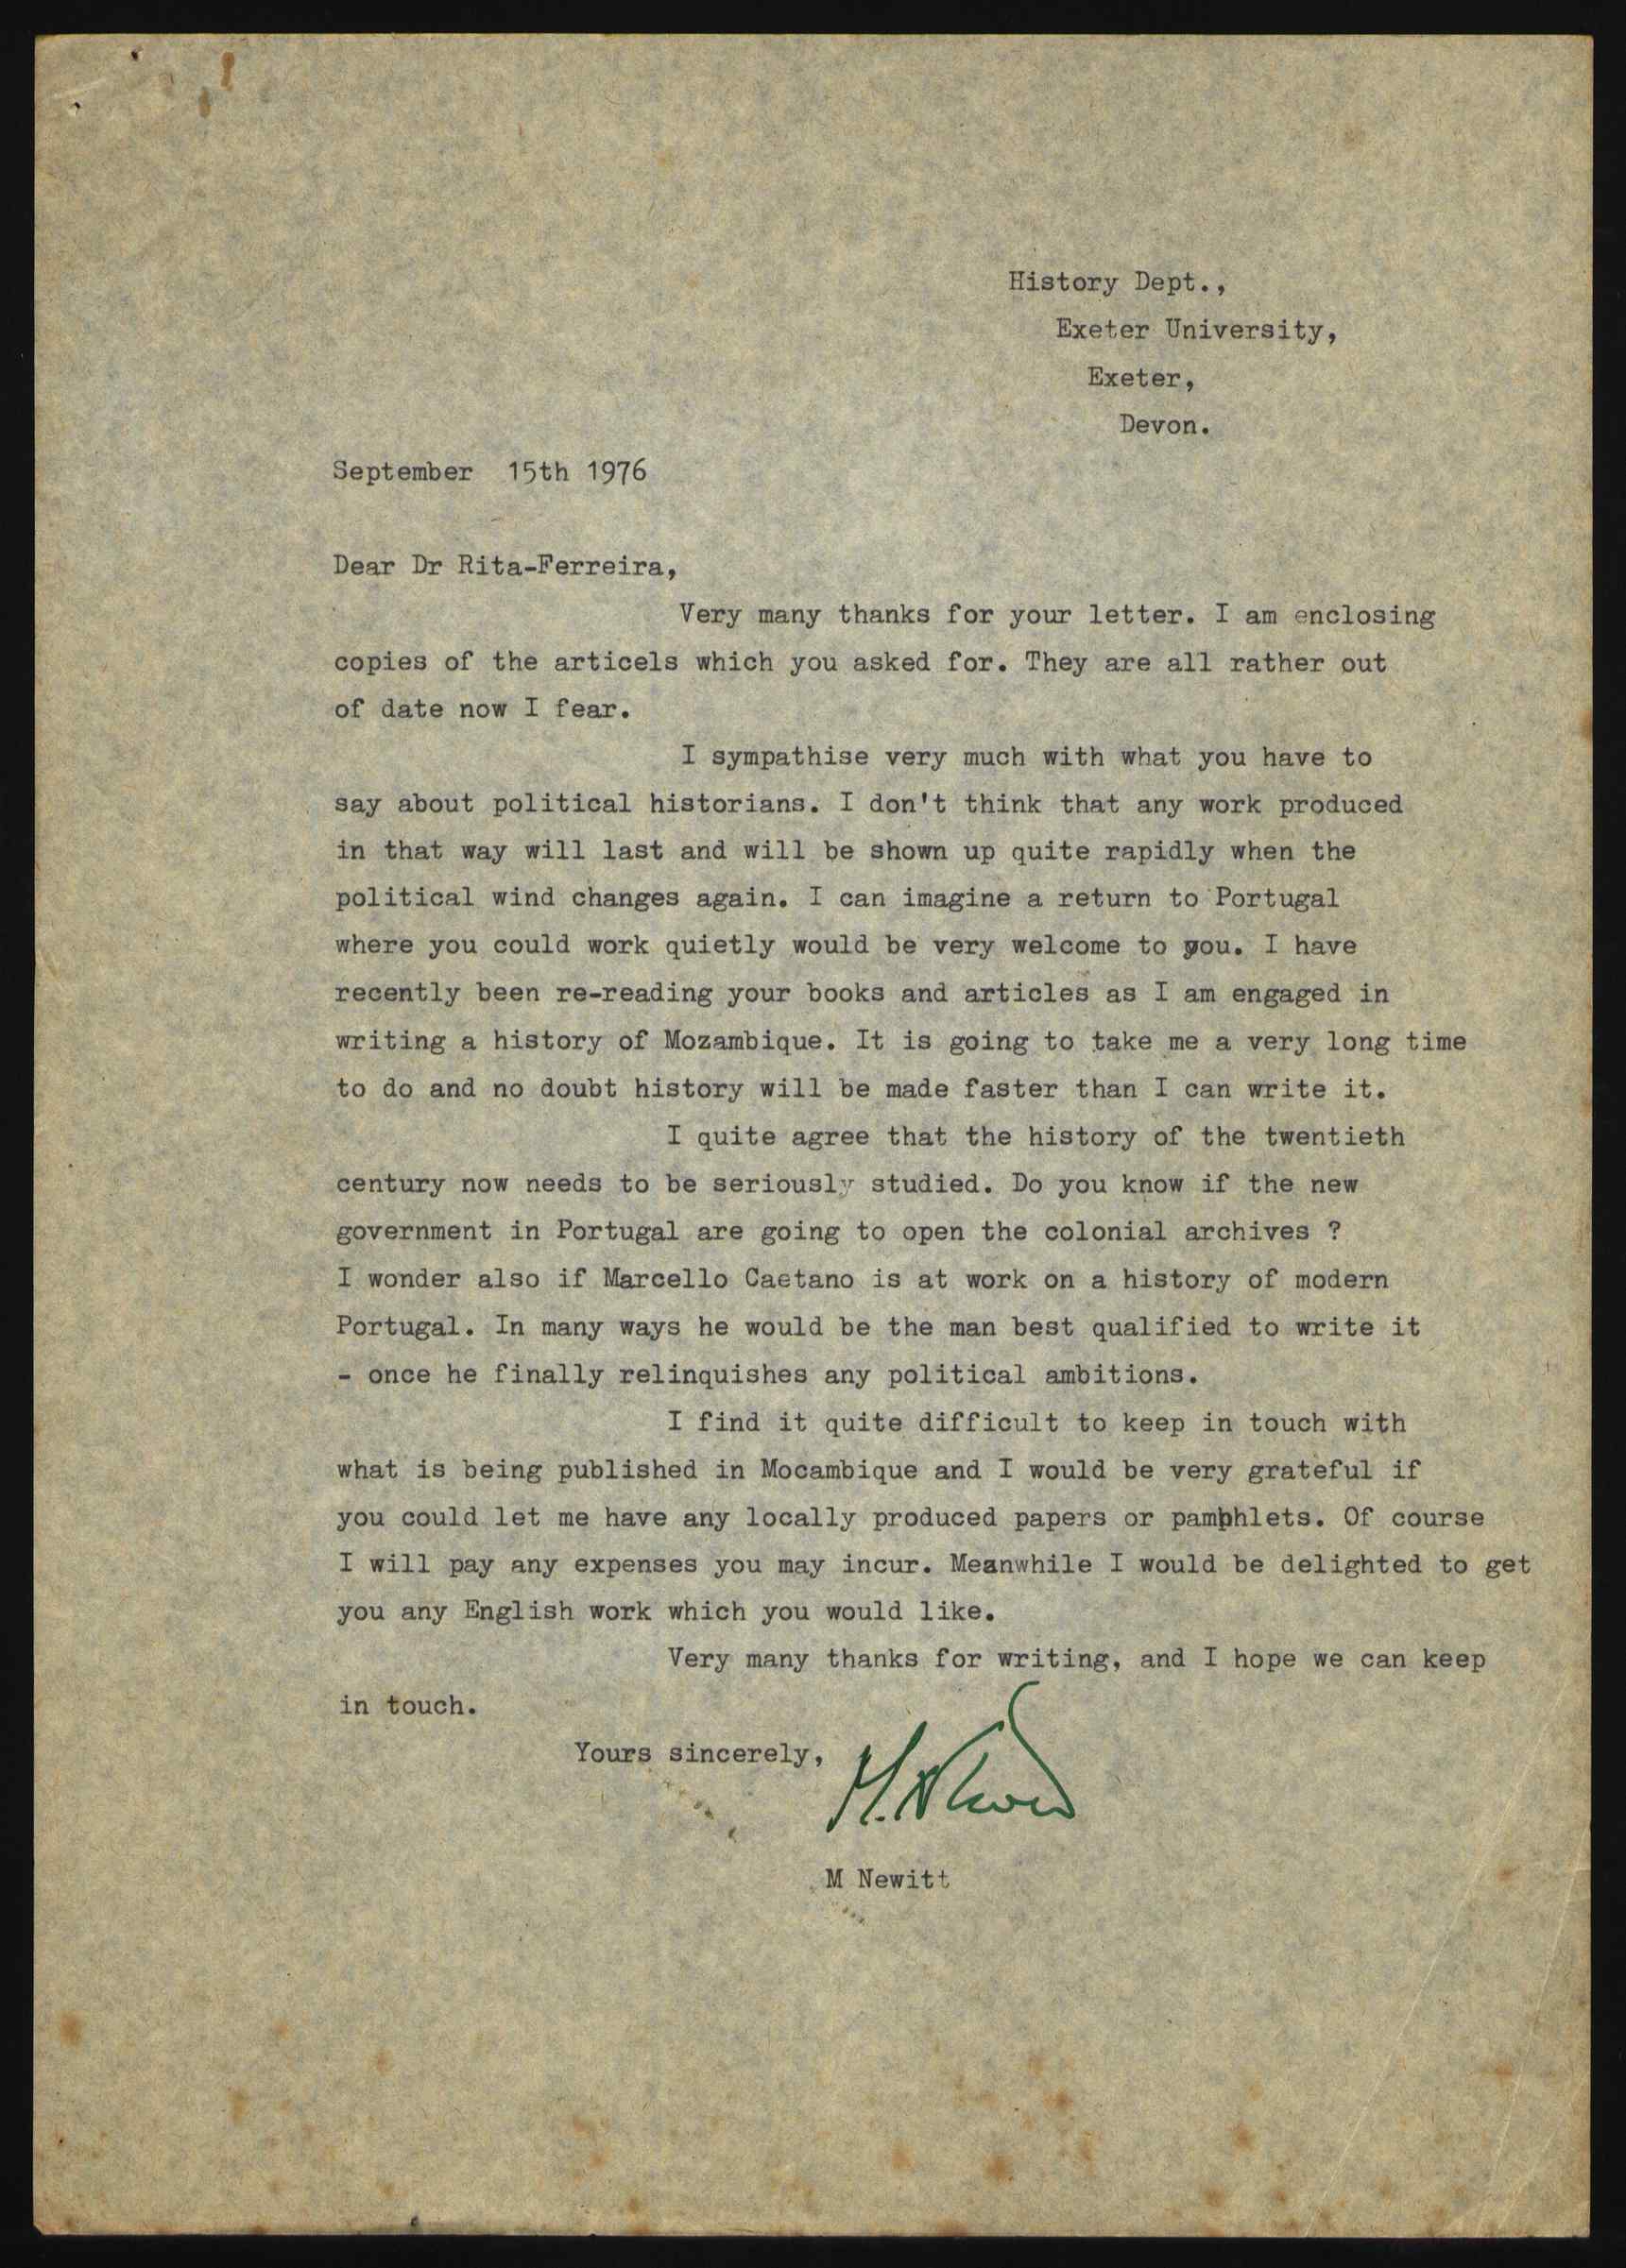 History Dept.,
Exeter University,
Exeter,
Devon.
September 15th 1976
Dear Dr Rita-Ferreira,
Very many thanks for your letter. I am enclosing
copies of the articels which you asked for. They are all rather out
of date now I fear.
I sympathise very much with what you have to
say about political historians. I don't think that any work produced
in that way will last and will be shown up quite rapidly when the
political wind changes again. I can imagine a return to Portugal
where you could work quietly would be very welcome to you. I have
recently been re-reading your books and articles as I am engaged in
writing a history of Mozambique. It is going to take me a very long time
to do and no doubt history will be made faster than I can write it.
I quite agree that the history of the twentieth
century now needs to be seriously studied. Do you know if the new
government in Portugal are going to open the colonial archives ?
I wonder also if Marcello Caetano is at work on a history of modern
Portugal. In many ways he would be the man best qualified to write it
- once he finally relinquishes any political ambitions.
I find it quite difficult to keep in touch with
what is being published in Mocambique and I would be very grateful if
you could let me have any locally produced papers or pamphlets. Of course
I will pay any expenses you may incur. Meanwhile I would be delighted to get
you any English work which you would like.
Very many thanks for writing, and I hope we can keep
in touch.
Yours sincerely,
M. Newitt
M Newitt